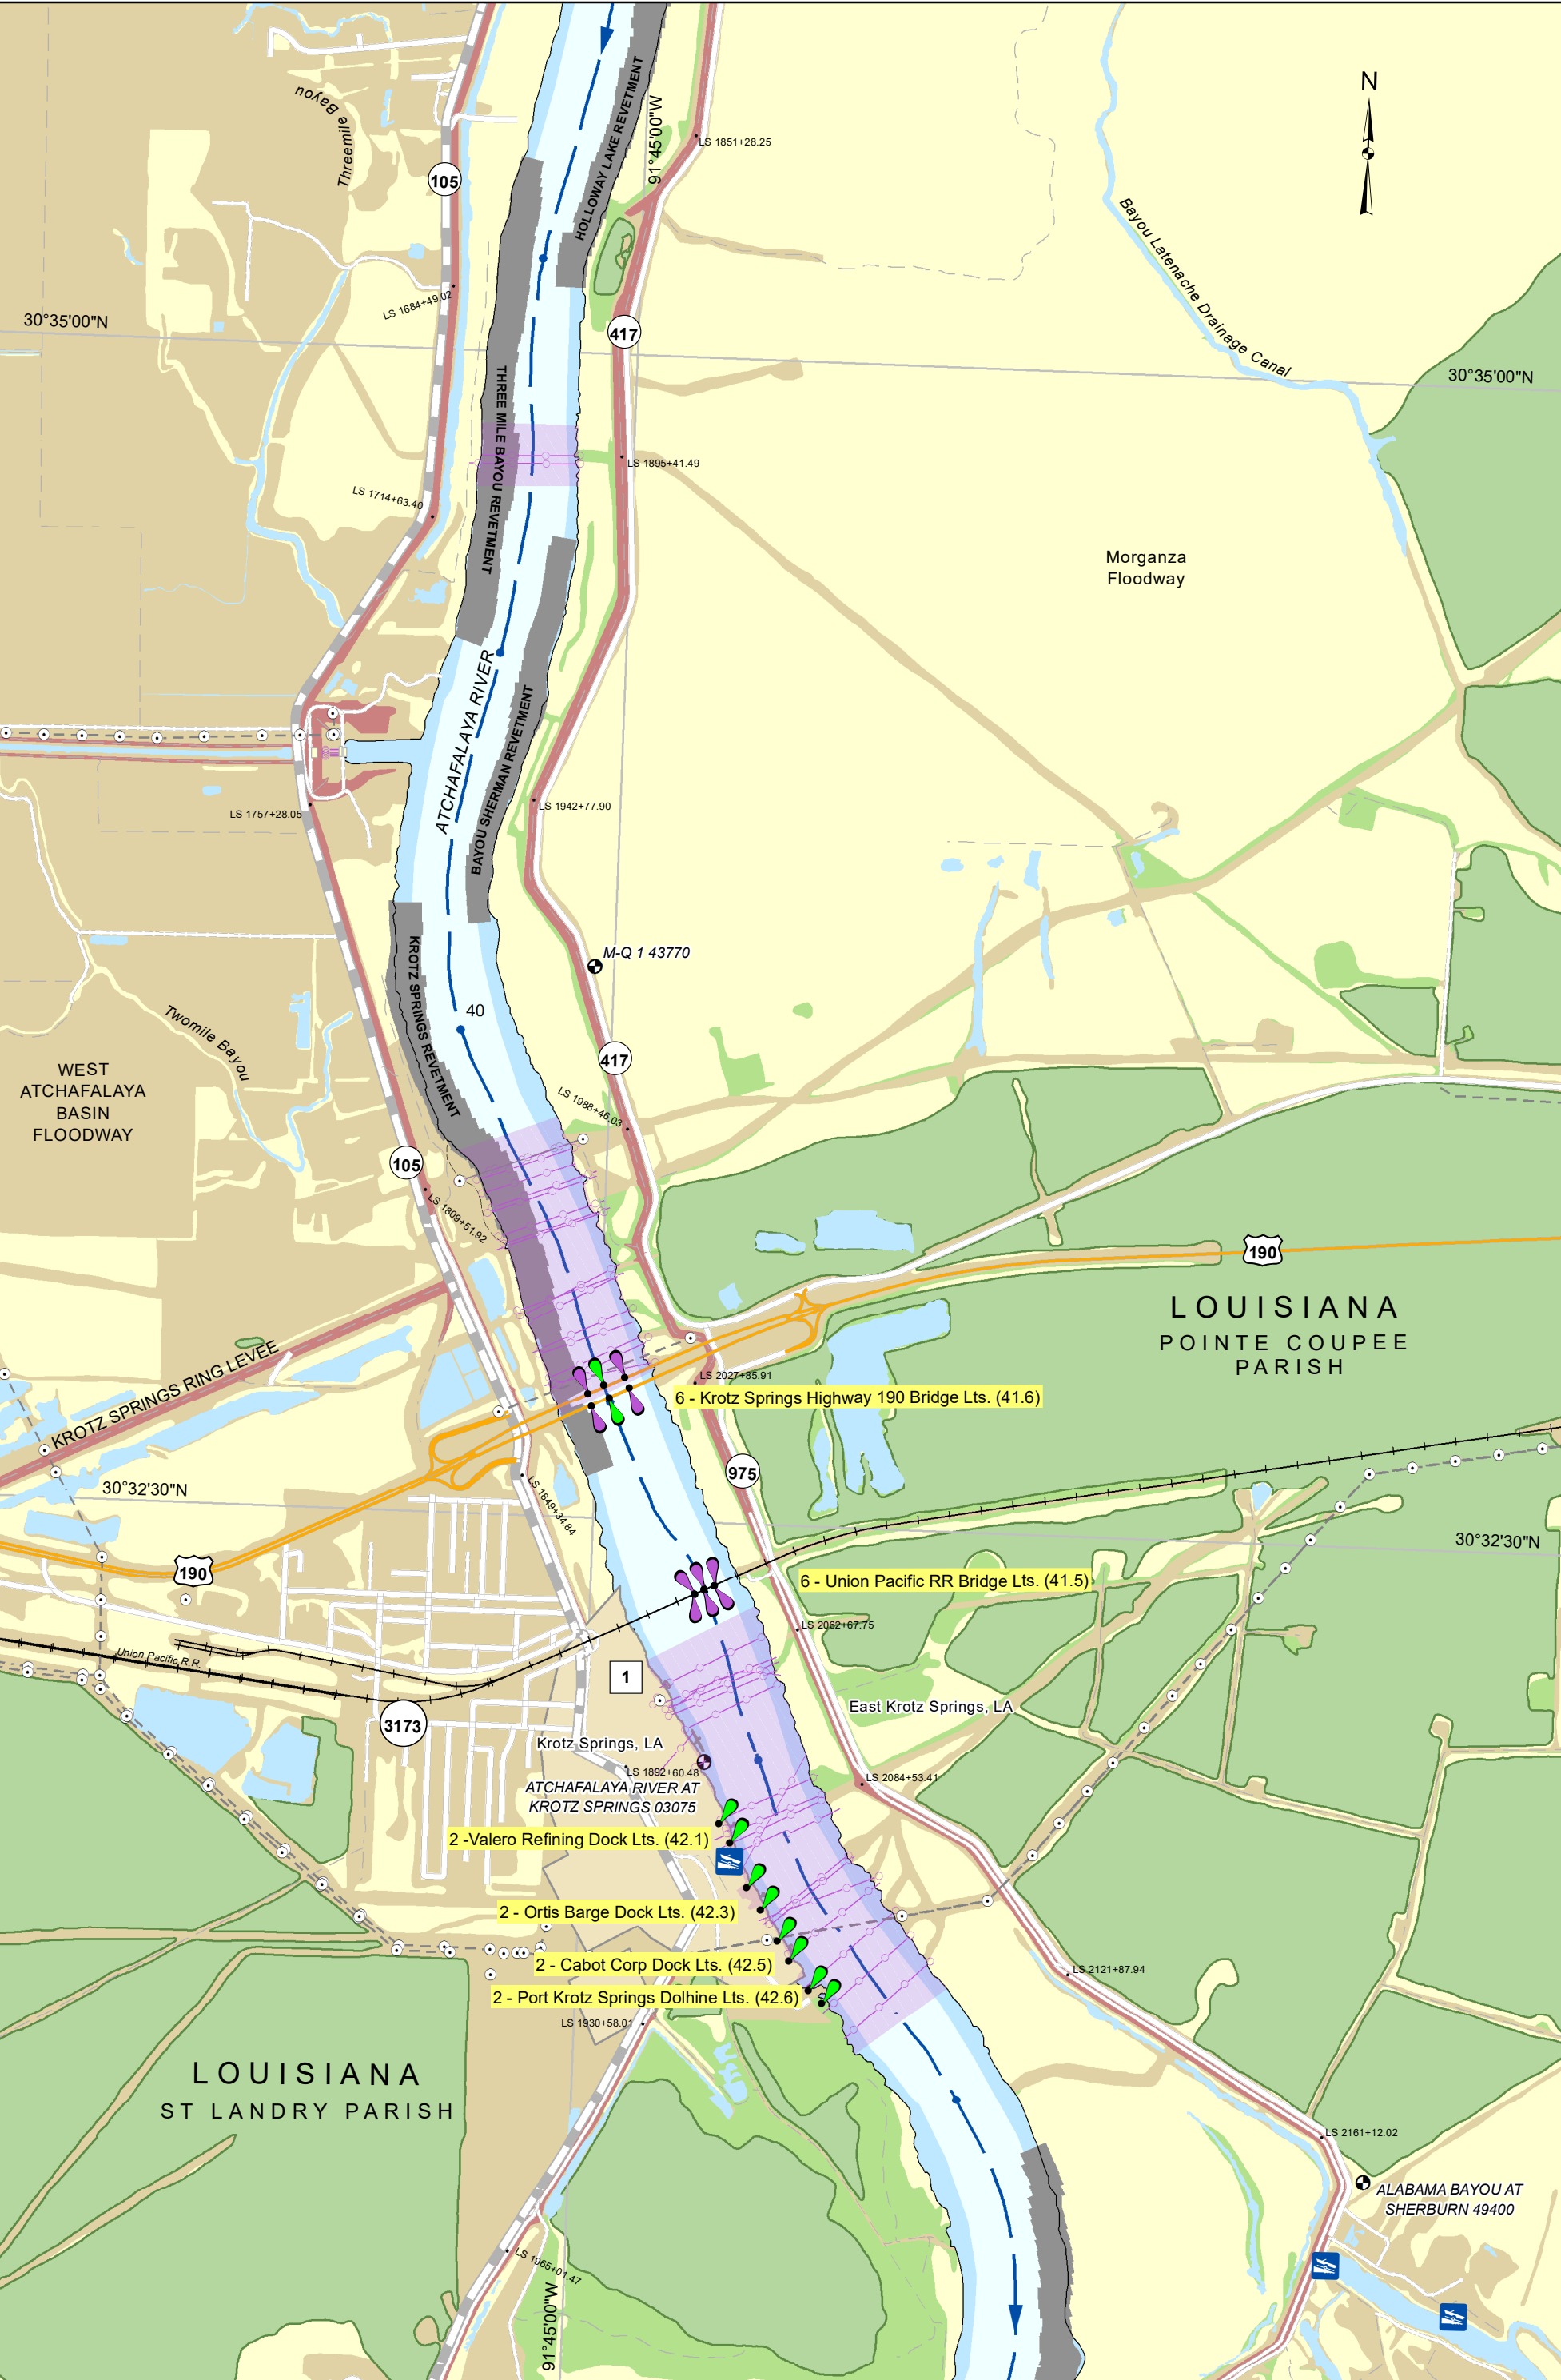 N
Threemile Bayou
HOLLOWAY LAKE REVETMENT
91°45'00"W
LS 1851+28.25
105
Bayou Latenache Drainage Canal
LS 1684+49.02
30°35'00"N
417
30°35'00"N
THREE MILE BAYOU REVETMENT
LS 1895+41.49
LS 1714+63.40
Morganza
Floodway
ATCHAFALAYA RIVER
BAYOU SHERMAN REVETMENT
LS 1942+77.90
LS 1757+28.05
M-Q 1 43770
KROTZ SPRINGS REVETMENT
40
Twomile Bayou
417
WEST
ATCHAFALAYA
BASIN
FLOODWAY
LS 1988+46.03
105
LS 1809+51.92
190
LOUISIANA
POINTE COUPEE
PARISH
KROTZ SPRINGS RING LEVEE
LS 2027+85.91
6 - Krotz Springs Highway 190 Bridge Lts. (41.6)
975
30°32'30"N
LS 1849+34.84
30°32'30"N
190
6 - Union Pacific RR Bridge Lts. (41.5)
LS 2062+67.75
Union Pacific R.R.
1
3173
East Krotz Springs, LA
Krotz Springs, LA
LS 1892+60.48
LS 2084+53.41
ATCHAFALAYA RIVER AT
KROTZ SPRINGS 03075
2 -Valero Refining Dock Lts. (42.1)
2 - Ortis Barge Dock Lts. (42.3)
2 - Cabot Corp Dock Lts. (42.5)
LS 2121+87.94
2 - Port Krotz Springs Dolhine Lts. (42.6)
LS 1930+58.01
LOUISIANA
ST LANDRY PARISH
LS 2161+12.02
ALABAMA BAYOU AT
SHERBURN 49400
LS 1965+01.47
91°45'00"W